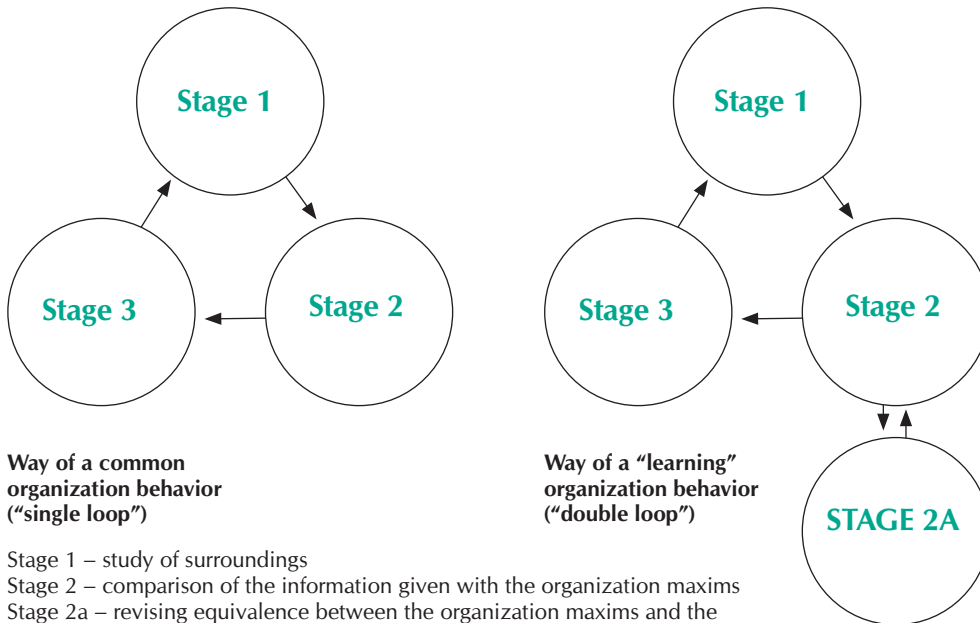 Stage 1
Stage 3
Stage 2
Way of a common
organization behavior
(“single loop”)
Stage 1
Stage 3
Stage 2
STAGE 2A
Way of a “learning”
organization behavior
(“double loop”)
Stage 1 – study of surroundings
Stage 2 – comparison of the information given with the organization maxims
Stage 2a – revising equivalence between the organization maxims and the